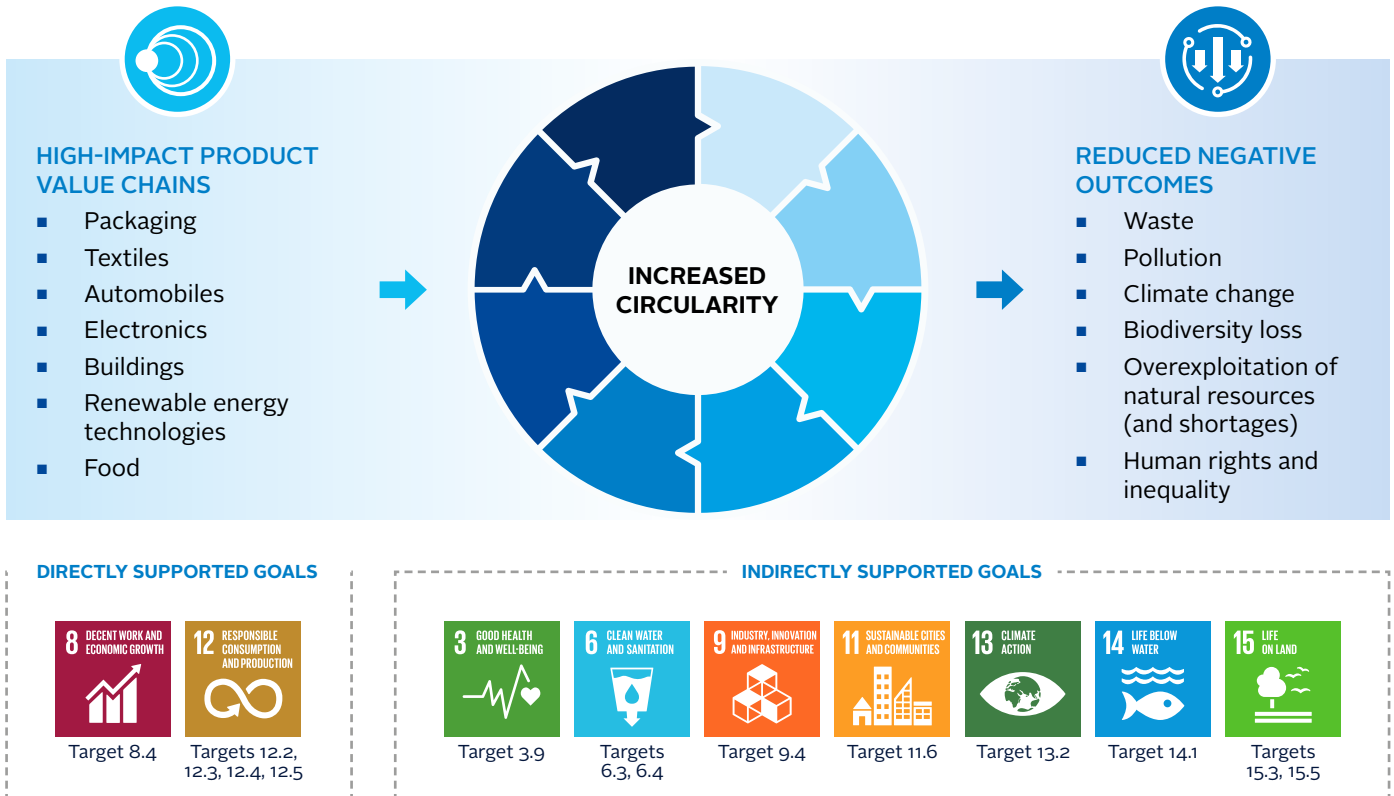 HIGH-IMPACT PRODUCT
VALUE CHAINS
Packaging
Textiles
Automobiles
Electronics
Buildings
Renewable energy
technologies
Food
INCREASED
CIRCULARITY
REDUCED NEGATIVE
OUTCOMES
Waste
Pollution
Climate change
Biodiversity loss
Overexploitation of
natural resources
(and shortages)
Human rights and
inequality
DIRECTLY SUPPORTED GOALS
8 DECENT WORK AND
ECONOMIC GROWTH
Target 8.4
12 RESPONSIBLE
CONSUMPTION
AND PRODUCTION
Targets 12.2,
12.3, 12.4, 12.5
INDIRECTLY SUPPORTED GOALS
3 GOOD HEALTH
AND WELL-BEING
Target 3.9
6 CLEAN WATER
AND SANITATION
Targets
6.3, 6.4
9 INDUSTRY, INNOVATION
AND INFRASTRUCTURE
Target 9.4
11 SUSTAINABLE CITIES
AND COMMUNITIES
Target 11.6
13 CLIMATE
ACTION
Target 13.2
14 LIFE BELOW
WATER
Target 14.1
15 LIFE
ON LAND
Targets
15.3, 15.5